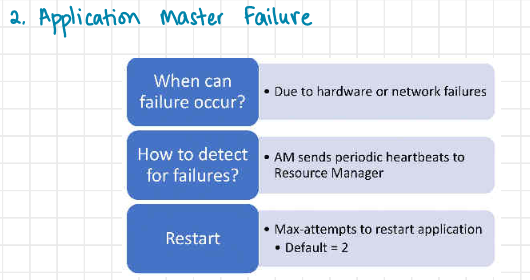 2. Application Master Failure
When can
failure occur?
• Due to hardware or network failures
How to detect
for failures?
• AM sends periodic heartbeats to
Resource Manager
Restart
• Max-attempts to restart application
• Default = 2